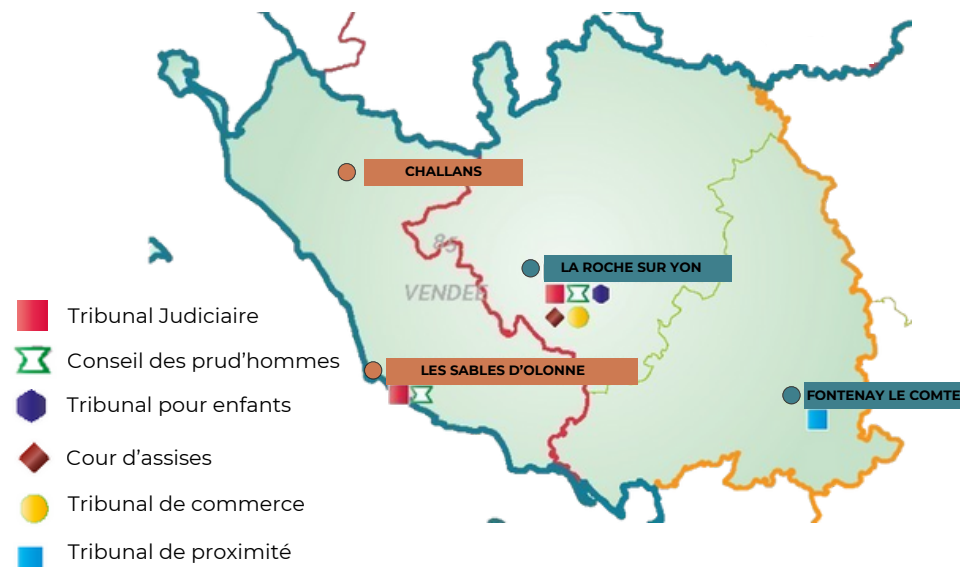 CHALLANS
85
LA ROCHE SUR YON
VENDEE
Tribunal Judiciaire
Conseil des prud'hommes
LES SABLES D'OLONNE
Tribunal pour enfants
FONTENAY LE COMTE
Cour d'assises
Tribunal de commerce
Tribunal de proximité